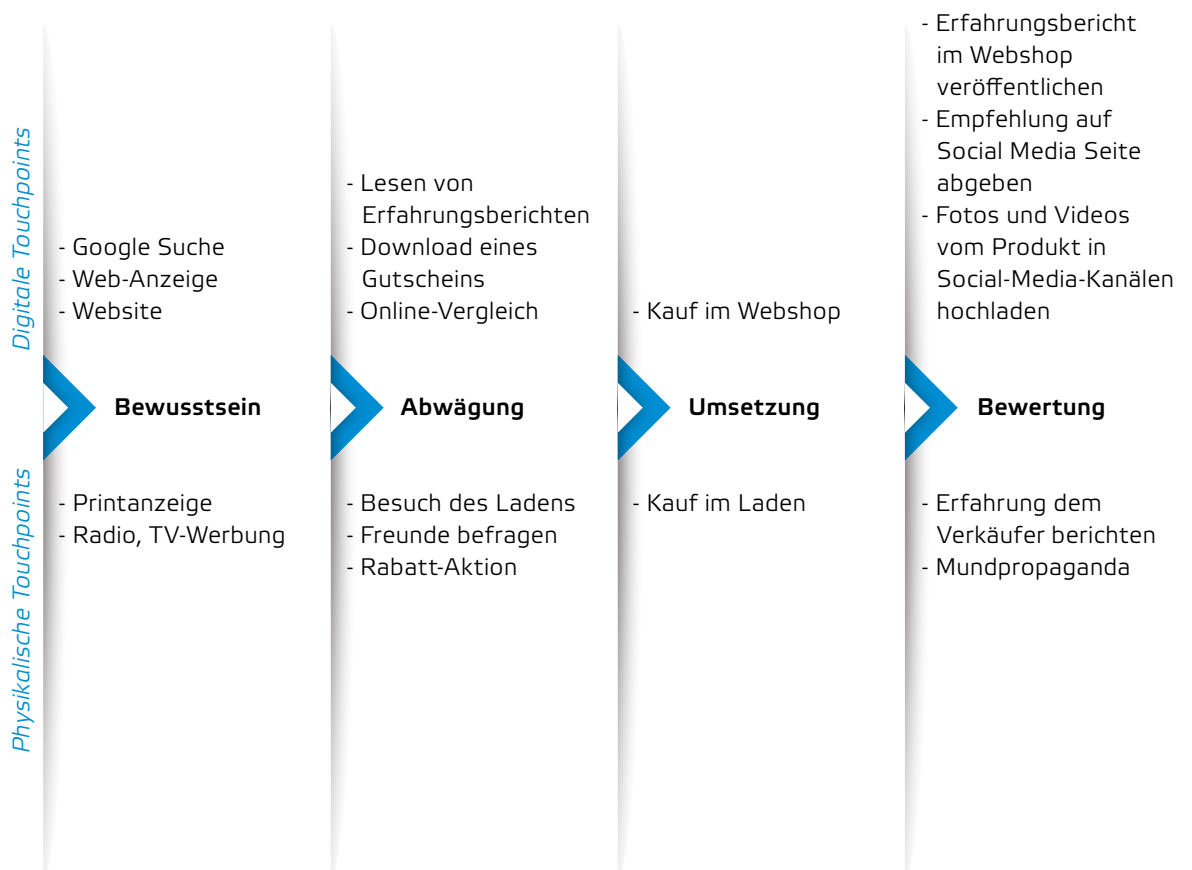 Digitale Touchpoints
- Google Suche
- Web-Anzeige
- Website
- Lesen von
Erfahrungsberichten
- Download eines
Gutscheins
- Online-Vergleich
- Kauf im Webshop
- Erfahrungsbericht
im Webshop
veröffentlichen
- Empfehlung auf
Social Media Seite
abgeben
- Fotos und Videos
vom Produkt in
Social-Media-Kanälen
hochladen
Bewusstsein
Abwägung
Umsetzung
Bewertung
Physikalische Touchpoints
- Printanzeige
- Radio, TV-Werbung
- Besuch des Ladens
- Freunde befragen
- Rabatt-Aktion
- Kauf im Laden
- Erfahrung dem
Verkäufer berichten
- Mundpropaganda